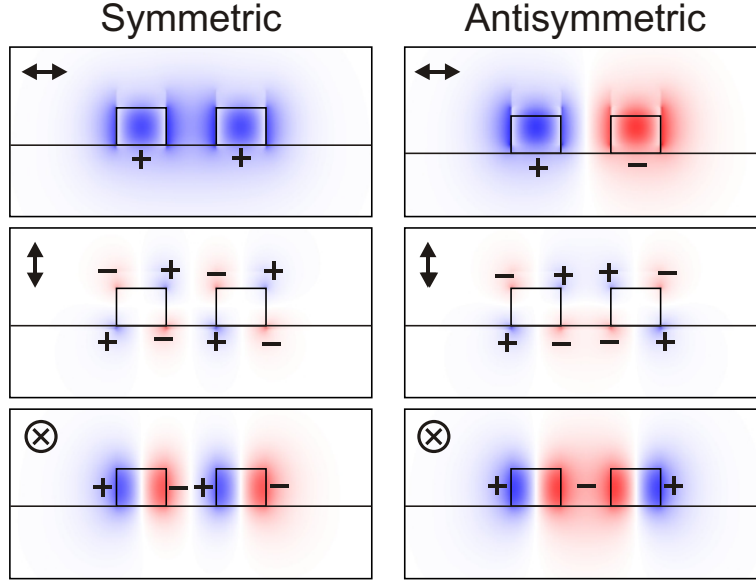 Symmetric Antisymmetric
+ + + −
− + − + − + + −
+ − + − + − − +
+ − + − + − +